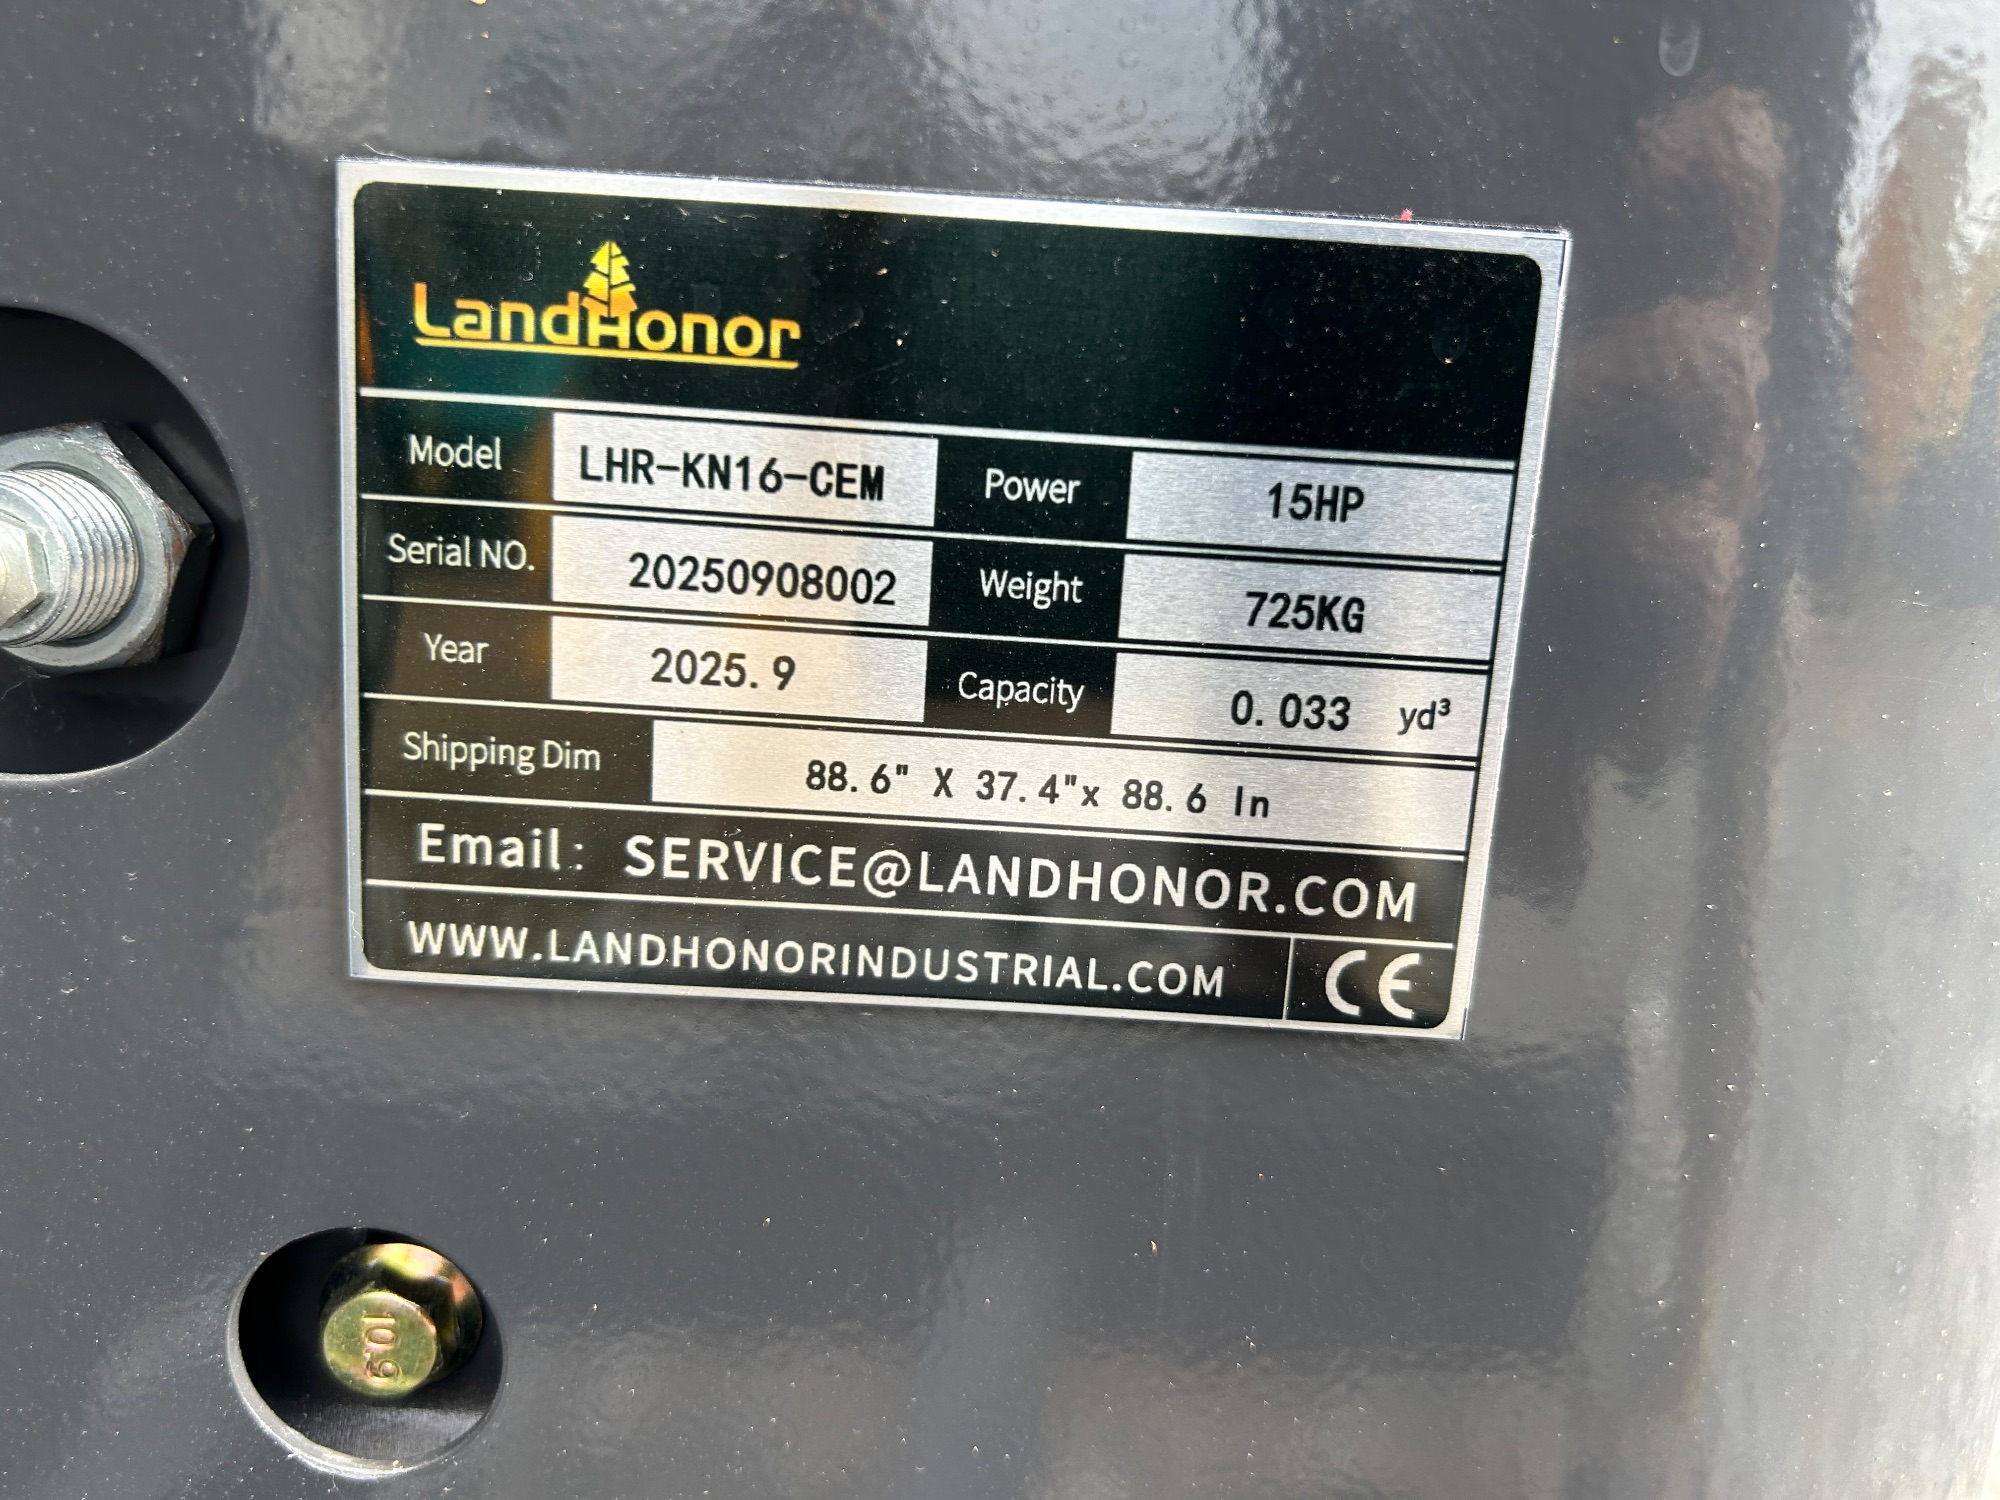 LandHonor
Model LHR-KN16-CEM Power 15HP
Serial NO. 20250908002 Weight 725KG
Year 2025.9 Capacity 0.033 yd³
Shipping Dim 88.6" X 37.4"x 88.6 In
Email: SERVICE@LANDHONOR.COM
WWW.LANDHONORINDUSTRIAL.COM CE
10.9